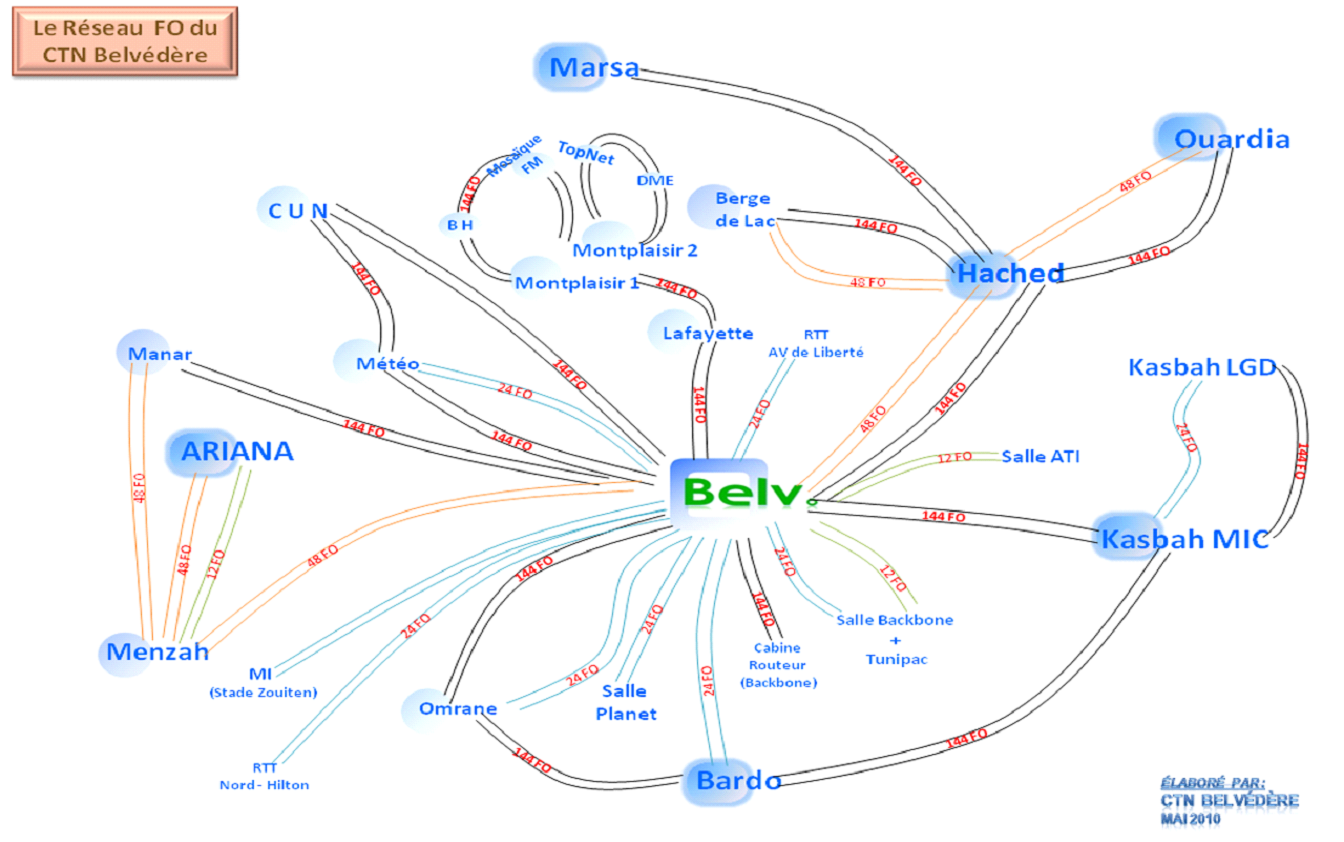 Le Réseau FO du
CTN Belvédère
Marsa
Ouardia
144 FO
48 FO
144 FO
Mosaïque
FM
TopNet
DME
144 FO
B H
Montplaisir 2
Montplaisir 1
144 FO
Berge
de Lac
144 FO
48 FO
Hached
C U N
144 FO
144 FO
Lafayette
144 FO
RTT
AV de Liberté
24 FO
Manar
Météo
24 FO
144 FO
144 FO
48 FO
144 FO
Kasbah LGD
24 FO
144 FO
ARIANA
48 FO
48 FO
12 FO
48 FO
Belv.
12 FO
Salle ATI
144 FO
Kasbah MIC
Menzah
MI
(Stade Zouiten)
24 FO
144 FO
24 FO
24 FO
24 FO
144 FO
24 FO
12 FO
Salle Backbone
+
Tunipac
Cabine
Routeur
(Backbone)
Salle
Planet
Omrane
RTT
Nord- Hilton
144 FO
Bardo
144 FO
ÉLABORÉ PAR:
CTN BELVÉDÈRE
MAI 2010